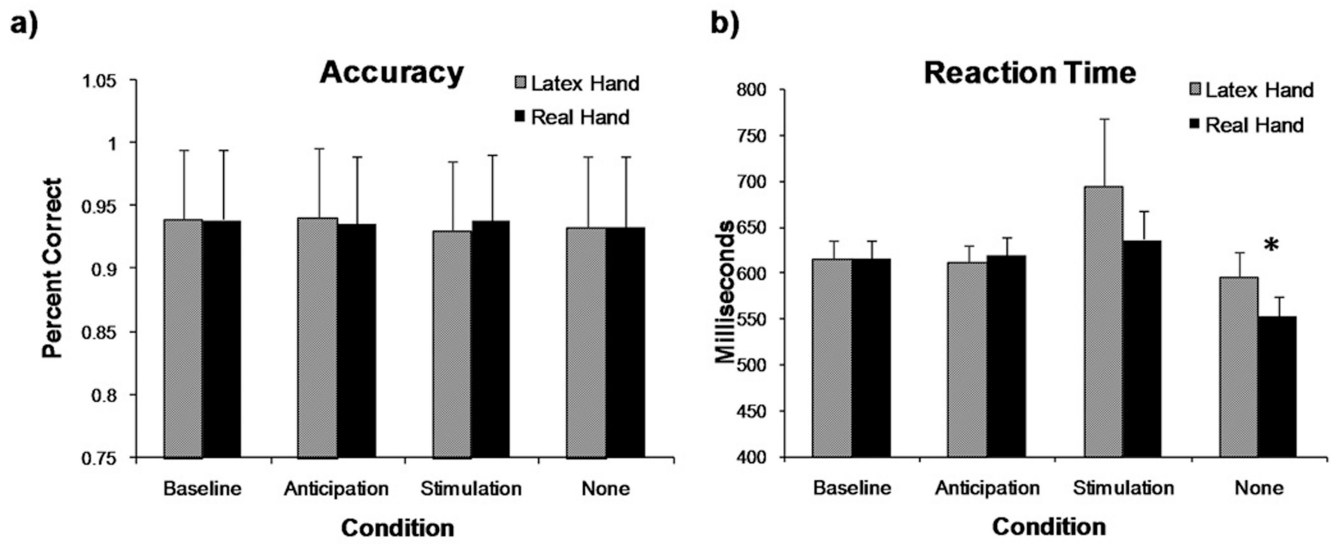 a)
Accuracy
Latex Hand
Real Hand
Percent Correct
1.05
1
0.95
0.9
0.85
0.8
0.75
Baseline Anticipation Stimulation None
Condition
b)
Reaction Time
Latex Hand
Real Hand
Milliseconds
800
750
700
650
600
550
500
450
400
*
Baseline Anticipation Stimulation None
Condition